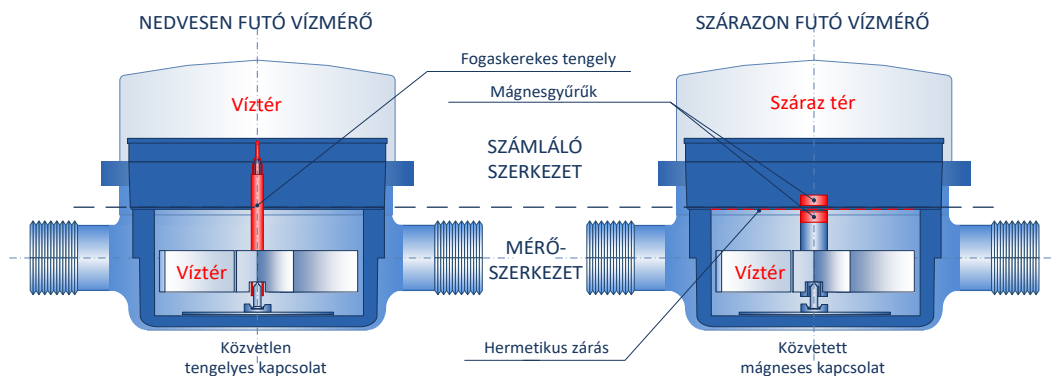 NEDVESEN FUTÓ VÍZMÉRŐ
SZÁRAZON FUTÓ VÍZMÉRŐ
Fogaskerekes tengely
Mágnesgyűrűk
Víztér
Száraz tér
SZÁMLÁLÓ
SZERKEZET
MÉRŐ-
SZERKEZET
Víztér
Víztér
Közvetlen
tengelyes kapcsolat
Hermetikus zárás
Közvetett
mágneses kapcsolat